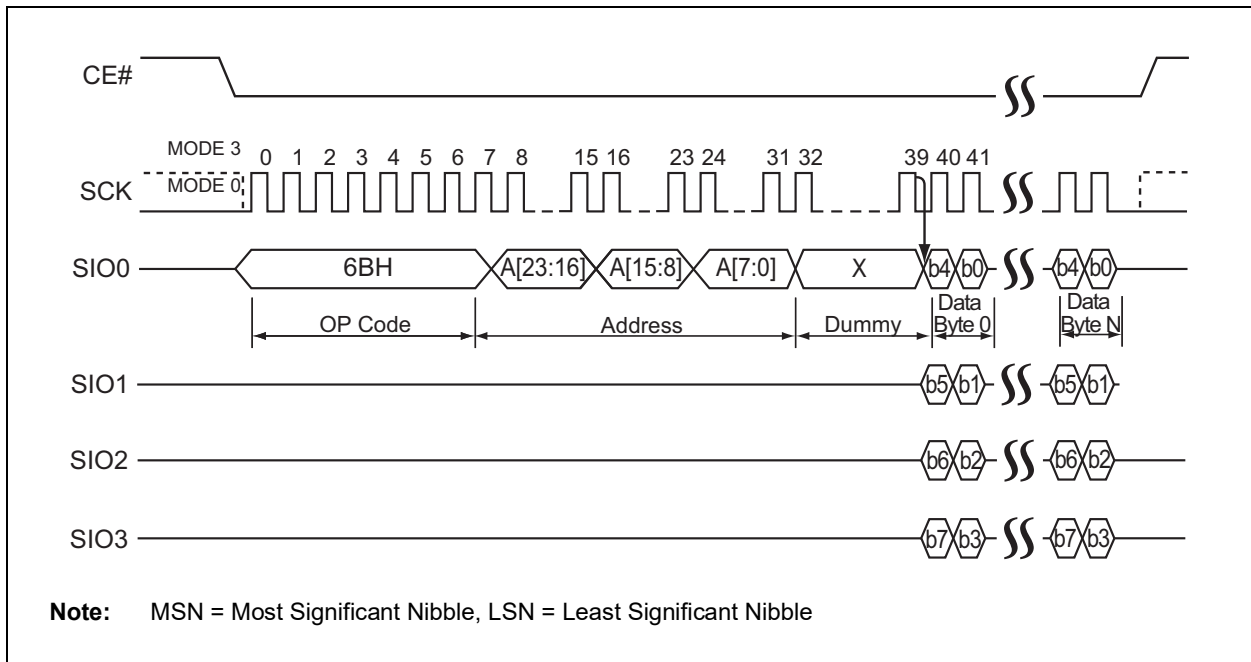 CE#
MODE 3
0 1 2 3 4 5 6 7 8 15 16 23 24 31 32 39 40 41
SCK
MODE 0
SIO0 6BH A[23:16] A[15:8] A[7:0] X b4 b0 b4 b0
OP Code Address Dummy Data Byte 0 Data Byte N
SIO1 b5 b1 b5 b1
SIO2 b6 b2 b6 b2
SIO3 b7 b3 b7 b3
Note: MSN = Most Significant Nibble, LSN = Least Significant Nibble